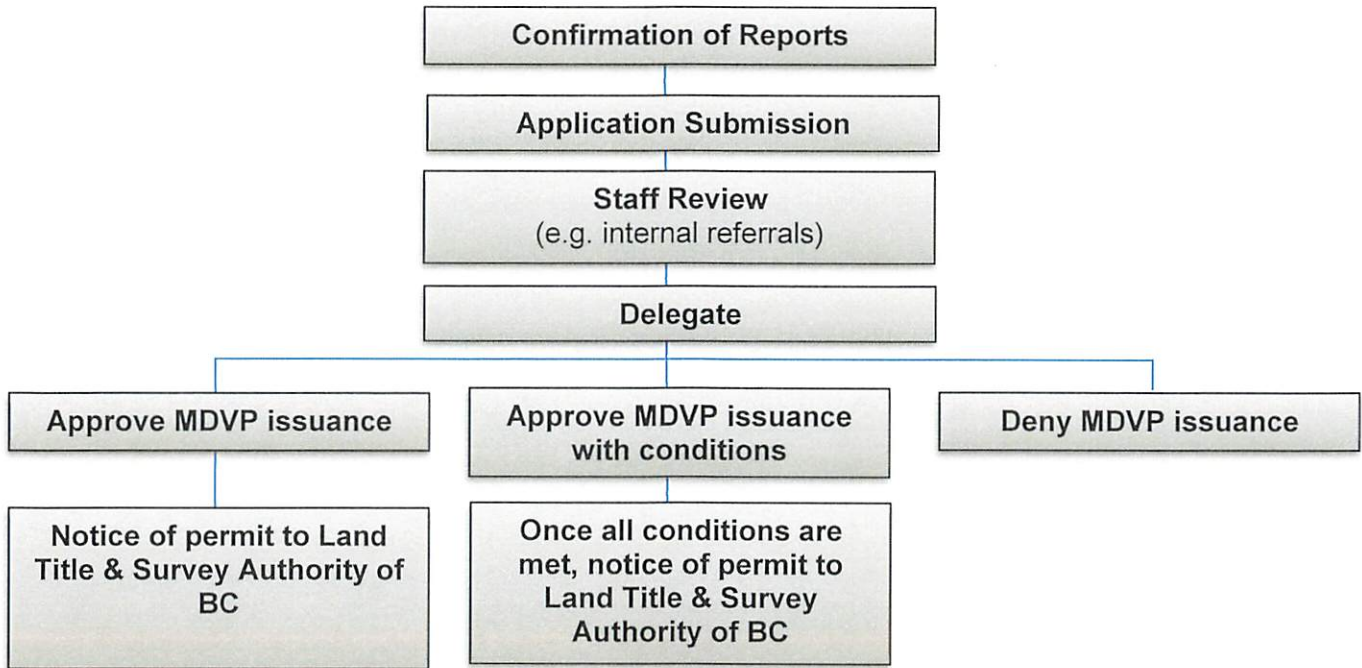 Confirmation of Reports
Application Submission
Staff Review
(e.g. internal referrals)
Delegate
Approve MDVP issuance
Approve MDVP issuance
with conditions
Deny MDVP issuance
Notice of permit to Land
Title & Survey Authority of
BC
Once all conditions are
met, notice of permit to
Land Title & Survey
Authority of BC